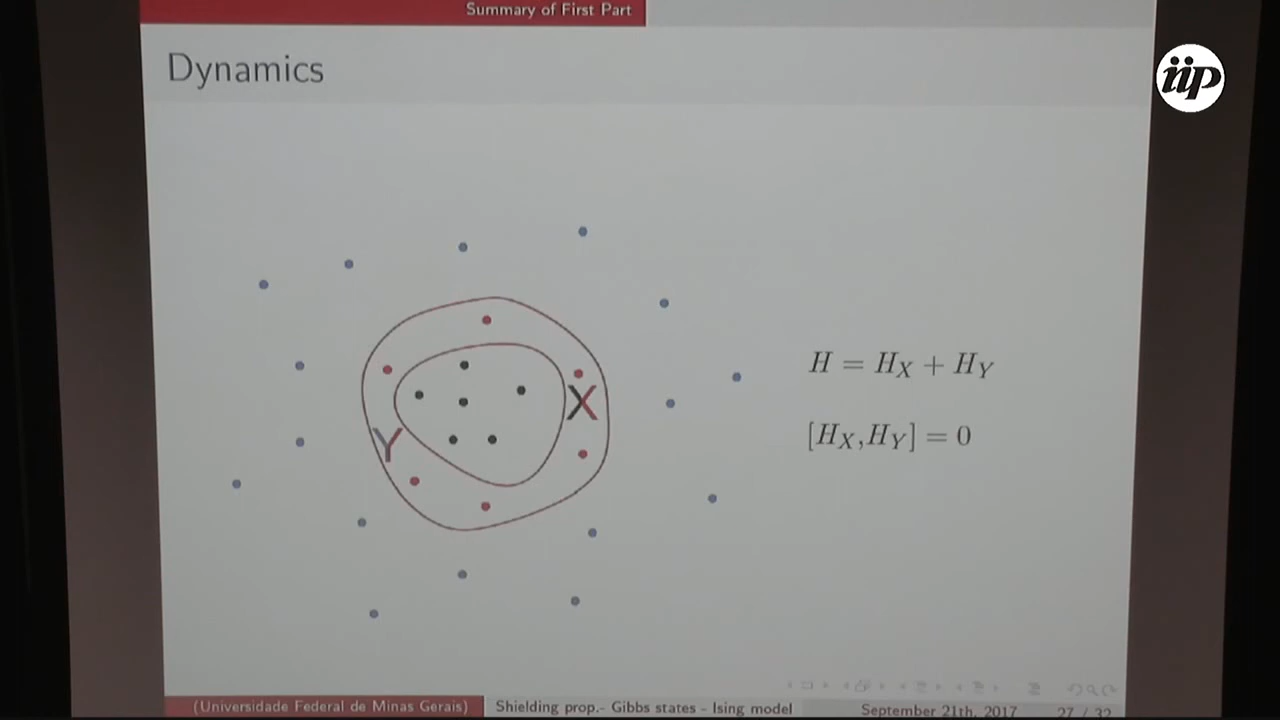 Summary of First Part
iip
Dynamics
H = H_X + H_Y
X
Y
[H_X,H_Y] = 0
(Universidade Federal de Minas Gerais)
Shielding prop.- Gibbs states - Ising model
September 21th, 2017
27 / 32